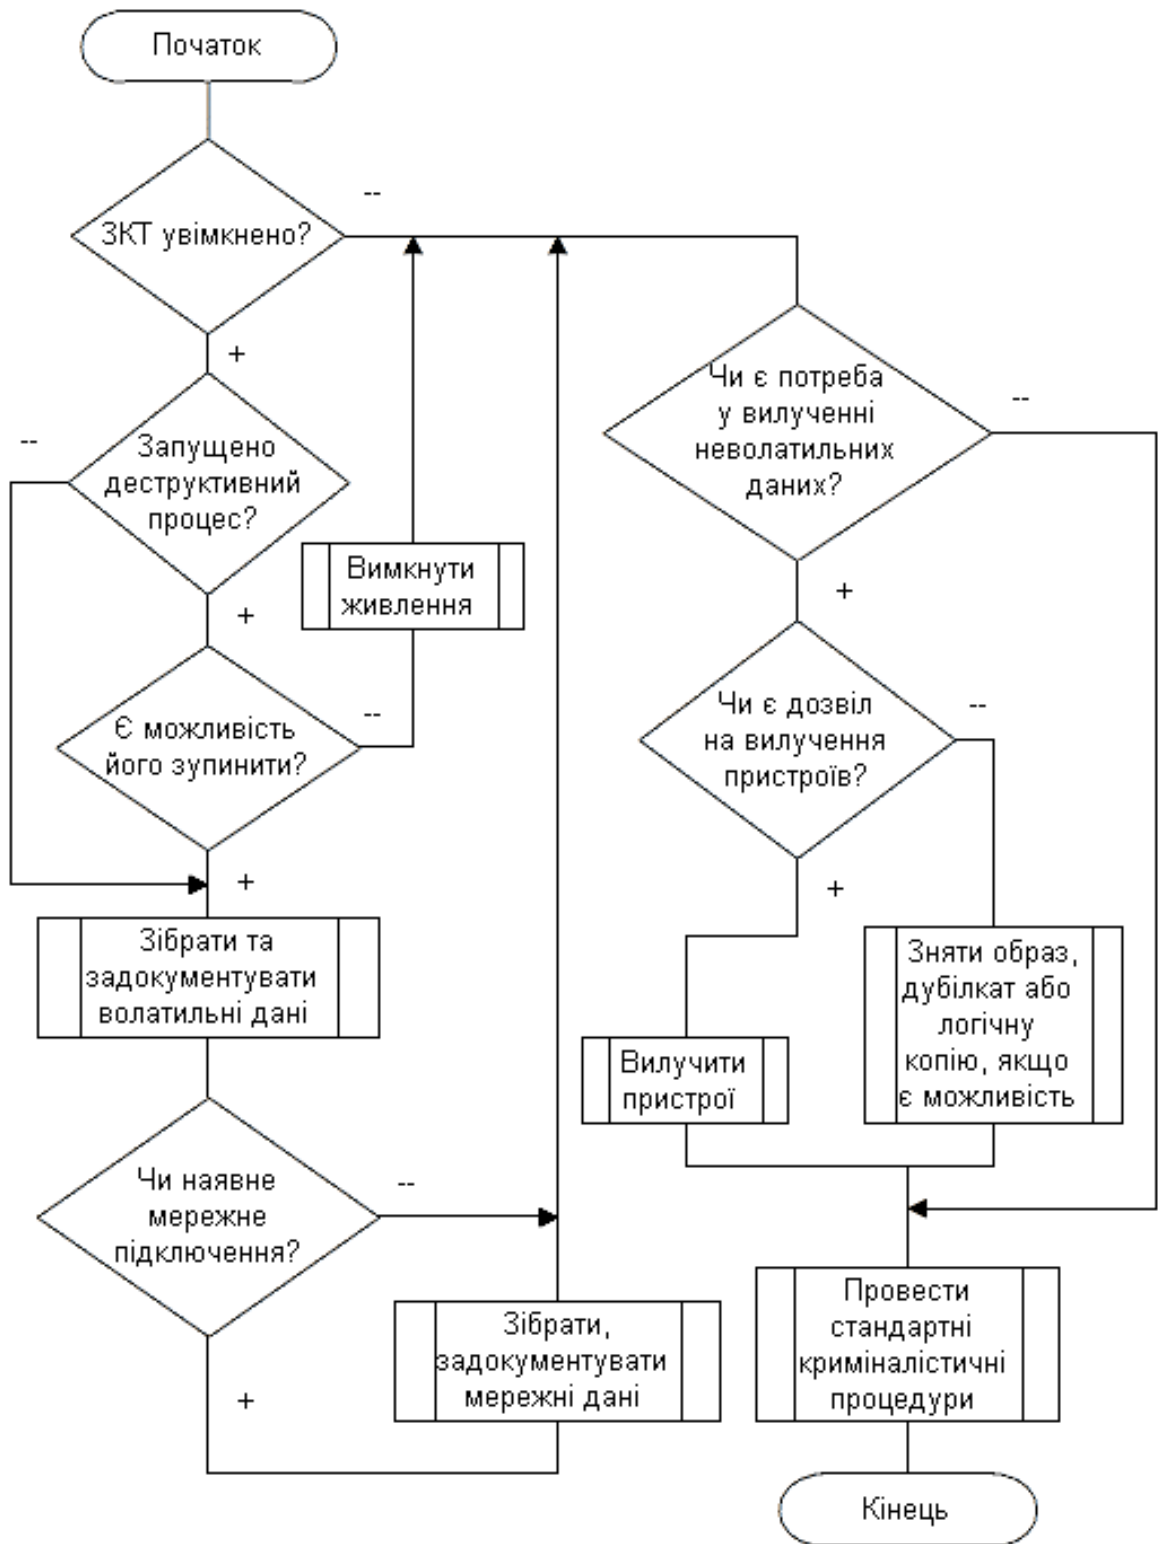 Початок
--
ЗКТ увімкнено?
+
--
Запущено
деструктивний
процес?
+
Вимкнути
живлення
--
Є можливість
його зупинити?
+
Зібрати та
задокументувати
волатильні дані
Чи наявне
мережне
підключення?
--
+
Зібрати,
задокументувати
мережні дані
Чи є потреба
у вилученні
неволатильних
даних?
--
+
Чи є дозвіл
на вилучення
пристроїв?
--
+
Вилучити
пристрої
Зняти образ,
дубілкат або
логічну
копію, якщо
є можливість
Провести
стандартні
криміналістичні
процедури
Кінець